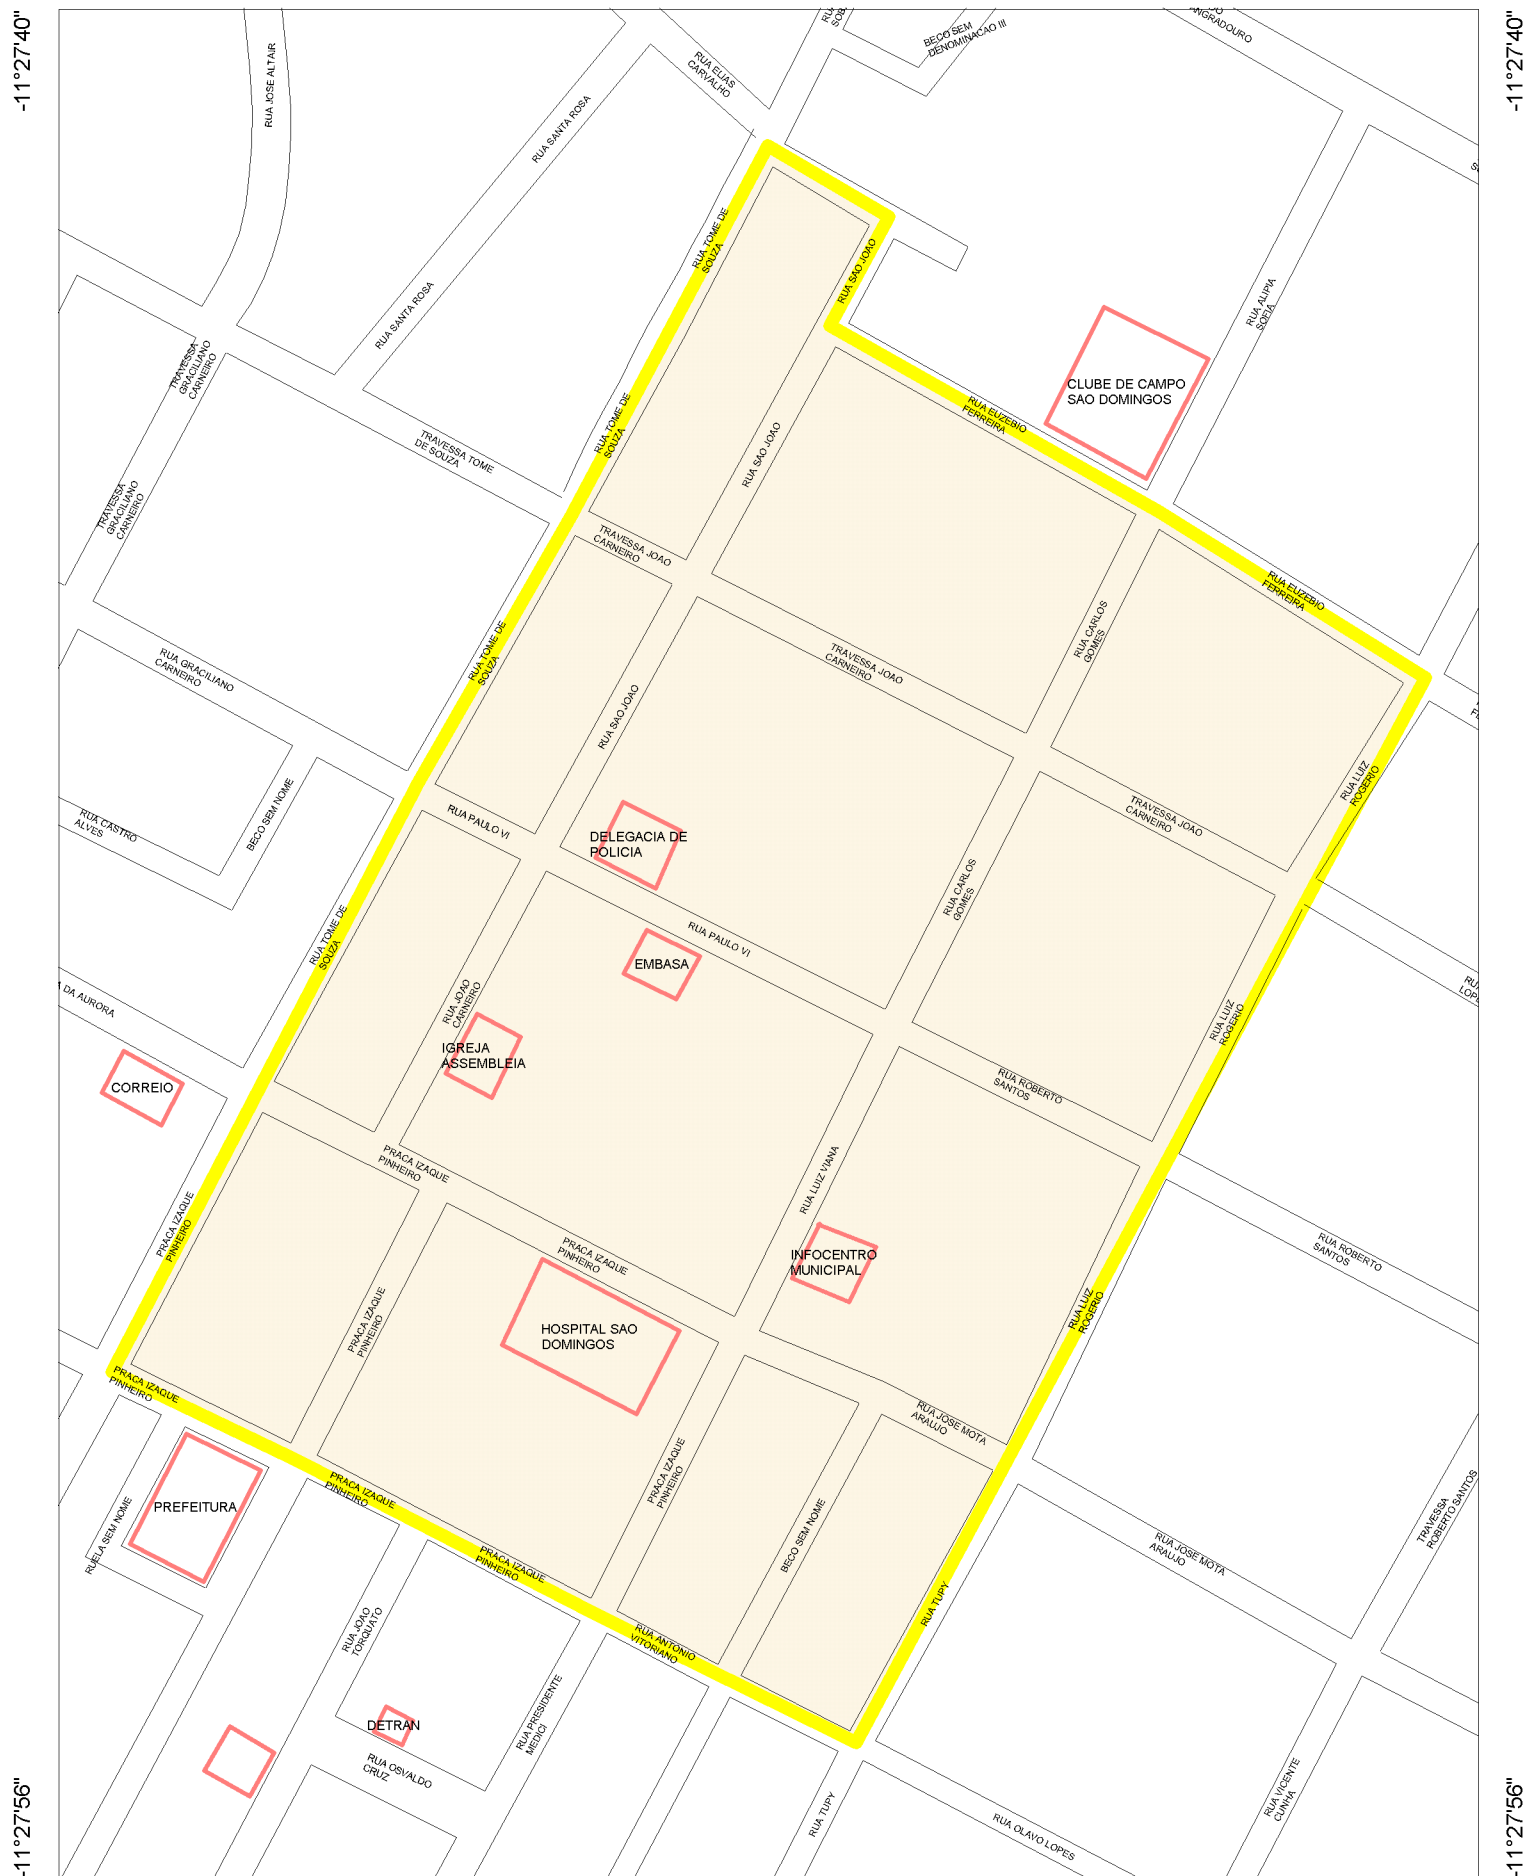 -11°27'40"
-11°27'40"
RUA JOSE ALTAIR
RUA SANTA ROSA
RUA ELIAS
CARVALHO
BECO SEM
DENOMINACAO III
ANGRADOURO
RUA TOME DE
SOUZA
RUA SAO JOAO
RUA SANTA ROSA
RUA ALIPIA
SOFIA
TRAVESSA
GRACILIANO
CARNEIRO
CLUBE DE CAMPO
SAO DOMINGOS
RUA EUZEBIO
FERREIRA
RUA TOME DE
SOUZA
TRAVESSA TOME
DE SOUZA
RUA SAO JOAO
TRAVESSA
GRACILIANO
CARNEIRO
TRAVESSA JOAO
CARNEIRO
RUA EUZEBIO
FERREIRA
RUA CARLOS
GOMES
RUA TOME DE
SOUZA
RUA GRACILIANO
CARNEIRO
TRAVESSA JOAO
CARNEIRO
RUA SAO JOAO
RUA LUIZ
ROGERIO
RUA CASTRO
ALVES
BECO SEM NOME
RUA PAULO VI
DELEGACIA DE
POLICIA
TRAVESSA JOAO
CARNEIRO
RUA CARLOS
GOMES
RUA TOME DE
SOUZA
RUA PAULO VI
EMBASA
DA AURORA
RUA JOAO
CARNEIRO
RUA LUIZ
ROGERIO
IGREJA
ASSEMBLEIA
CORREIO
RUA ROBERTO
SANTOS
PRACA IZAQUE
PINHEIRO
RUA LUIZ VIANA
PRACA IZAQUE
PINHEIRO
PRACA IZAQUE
PINHEIRO
INFOCENTRO
MUNICIPAL
RUA ROBERTO
SANTOS
PRACA IZAQUE
PINHEIRO
HOSPITAL SAO
DOMINGOS
RUA LUIZ
ROGERIO
PRACA IZAQUE
PINHEIRO
RUA JOSE MOTA
ARAUJO
PRACA IZAQUE
PINHEIRO
PRACA IZAQUE
PINHEIRO
PREFEITURA
RUELA SEM NOME
BECO SEM NOME
TRAVESSA
ROBERTO SANTOS
PRACA IZAQUE
PINHEIRO
RUA JOSE MOTA
ARAUJO
RUA TUPY
RUA JOAO
TORQUATO
RUA ANTONIO
VITORIANO
RUA PRESIDENTE
MEDICI
DETRAN
RUA OSVALDO
CRUZ
RUA TUPY
RUA OLAVO LOPES
RUA VICENTE
CUNHA
-11°27'56"
-11°27'56"